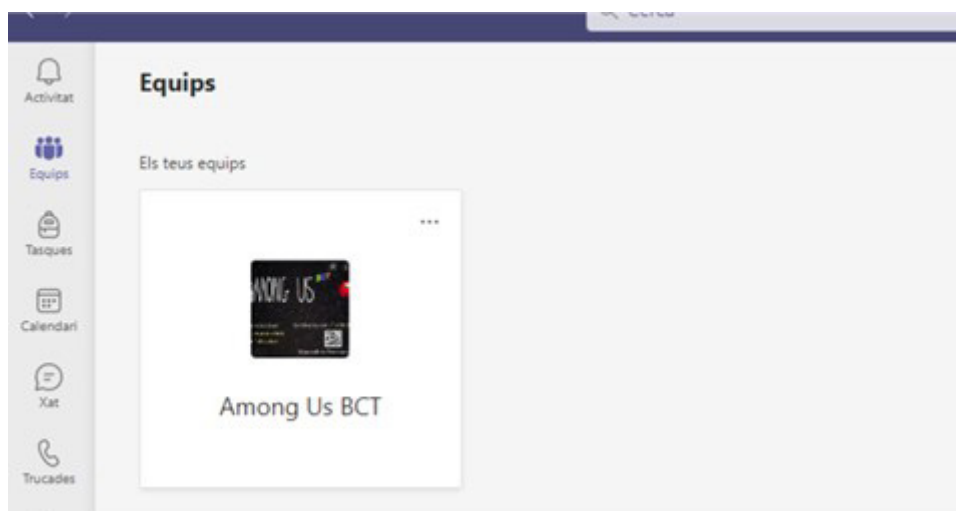 Activitat
Equips
Tasques
Calendari
Xat
Trucades
Equips
Els teus equips
...
AMONG US
Among Us BCT